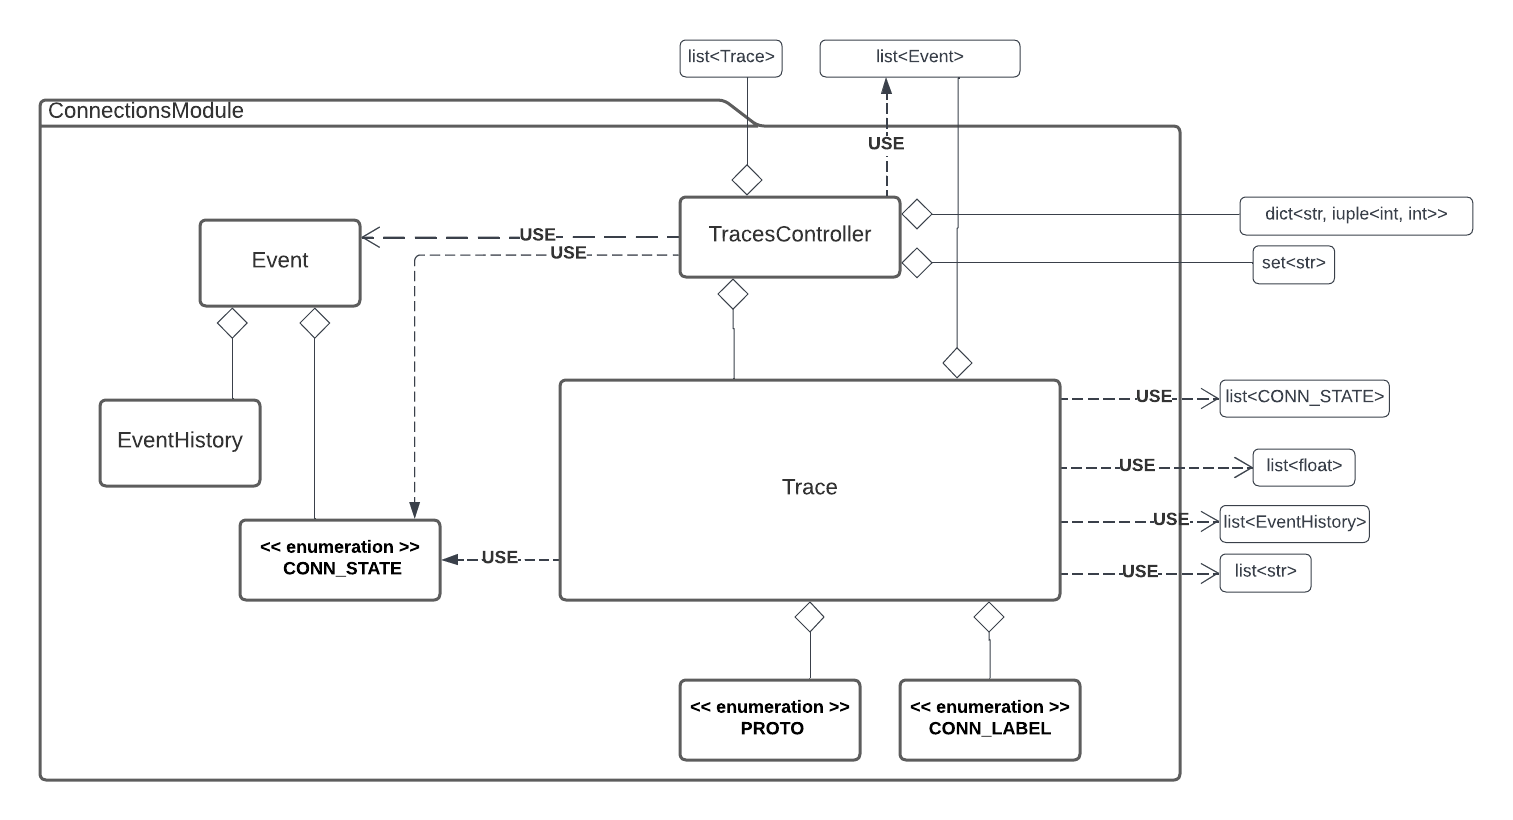 list<Trace>
list<Event>
ConnectionsModule
USE
dict<str, iuple<int, int>>
TracesController
USE
USE
Event
set<str>
list<CONN_STATE>
USE
EventHistory
USE
list<float>
Trace
USE
list<EventHistory>
<< enumeration >>
CONN_STATE
USE
USE
list<str>
<< enumeration >>
PROTO
<< enumeration >>
CONN_LABEL